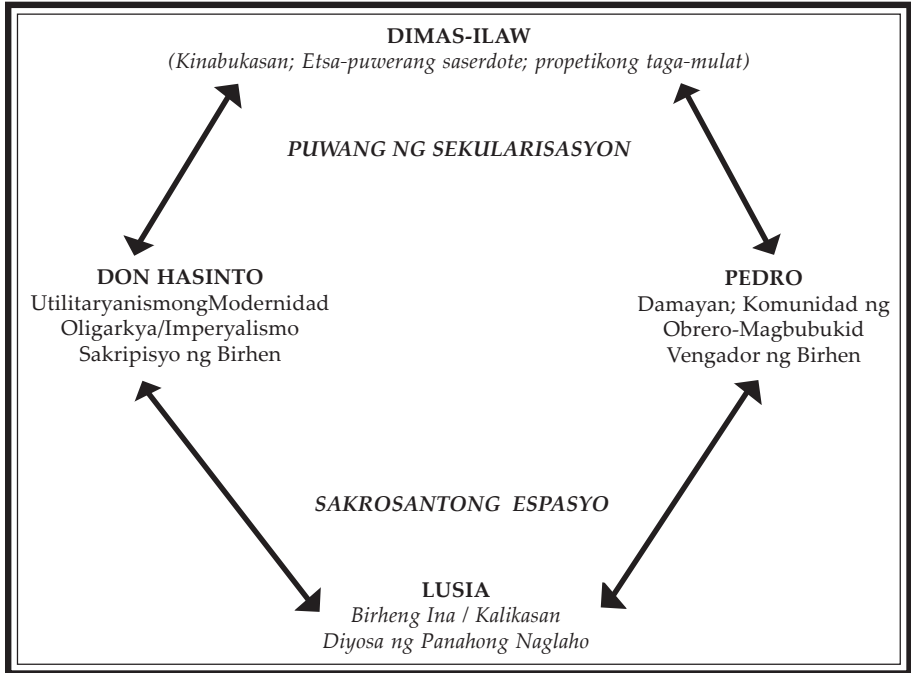 DIMAS-ILAW
(Kinabukasan; Etsa-puwerang saserdote; propetikong taga-mulat)
PUWANG NG SEKULARISASYON
DON HASINTO
UtilitaryanismongModernidad
Oligarkya/Imperyalismo
Sakripisyo ng Birhen
PEDRO
Damayan; Komunidad ng
Obrero-Magbubukid
Vengador ng Birhen
SAKROSANTONG ESPASYO
LUSIA
Birheng Ina / Kalikasan
Diyosa ng Panahong Naglaho